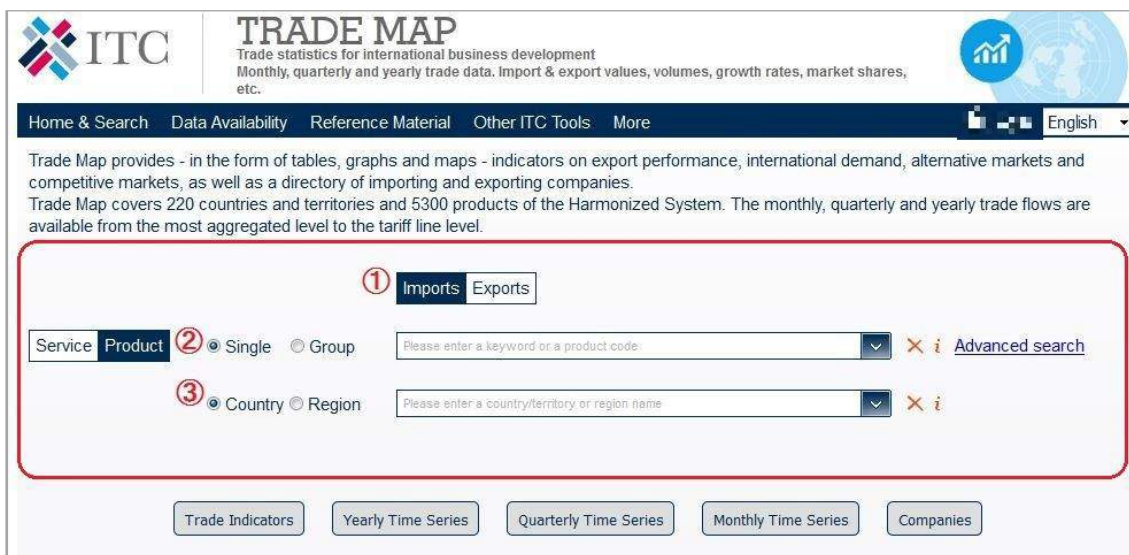 ITC
TRADE MAP
Trade statistics for international business development
Monthly, quarterly and yearly trade data. Import & export values, volumes, growth rates, market shares,
etc.
Home & Search Data Availability Reference Material Other ITC Tools More English
Trade Map provides - in the form of tables, graphs and maps - indicators on export performance, international demand, alternative markets and
competitive markets, as well as a directory of importing and exporting companies.
Trade Map covers 220 countries and territories and 5300 products of the Harmonized System. The monthly, quarterly and yearly trade flows are
available from the most aggregated level to the tariff line level.
① Imports Exports
Service Product ② Single Group Please enter a keyword or a product code i Advanced search
③ Country Region Please enter a country/territory or region name i
Trade Indicators Yearly Time Series Quarterly Time Series Monthly Time Series Companies